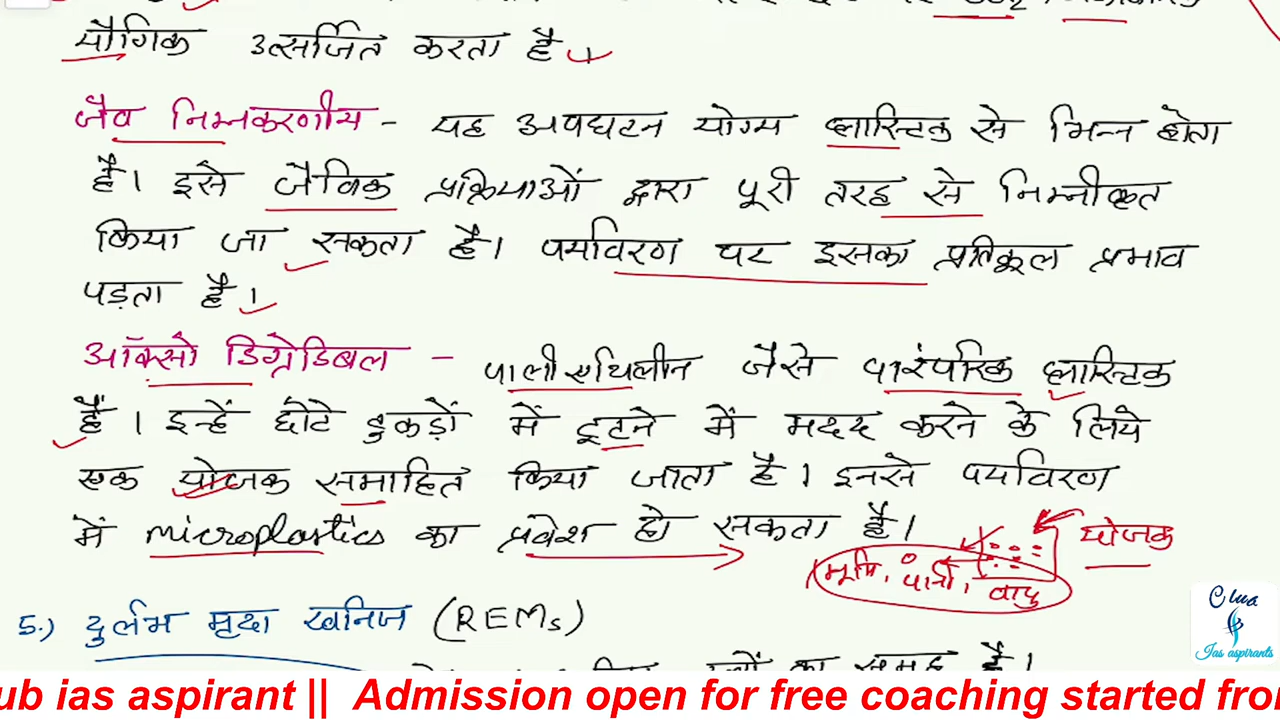 यौगिक उत्सर्जित करता है।
जैव निम्नकरणीय - यह अपघटन योग्य प्लास्टिक से भिन्न होता
है। इसे जैविक प्रक्रियाओं द्वारा पूरी तरह से निम्नीकृत
किया जा सकता है। पर्यावरण पर इसका प्रतिकूल प्रभाव
पड़ता है।
ऑक्सो डिग्रेडिबल - पालीएथिलीन जैसे पारंपरिक प्लास्टिक
हैं। इन्हें छोटे टुकड़ों में टूटने में मदद करने के लिये
एक योजक समाहित किया जाता है। इनसे पर्यावरण
में microplastics का प्रवेश हो सकता है।
योजक
भूमि, पानी, वायु
5.) दुर्लभ मृदा खनिज (REMs)
का समूह है।
Clua
Ias aspirants
ub ias aspirant || Admission open for free coaching started fro